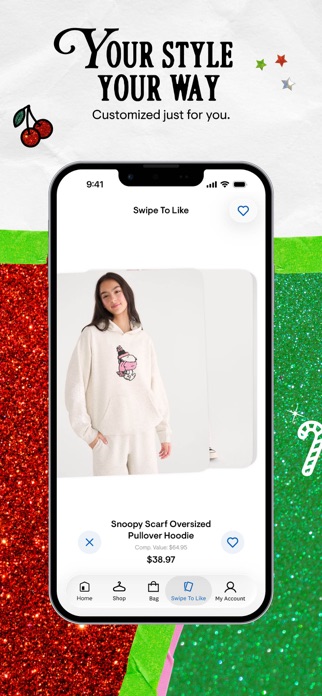 YOUR STYLE
YOUR WAY
Customized just for you.
9:41
Swipe To Like
Snoopy Scarf Oversized
Pullover Hoodie
Comp. Value: $64.95
$38.97
Home
Shop
Bag
Swipe To Like
My Account